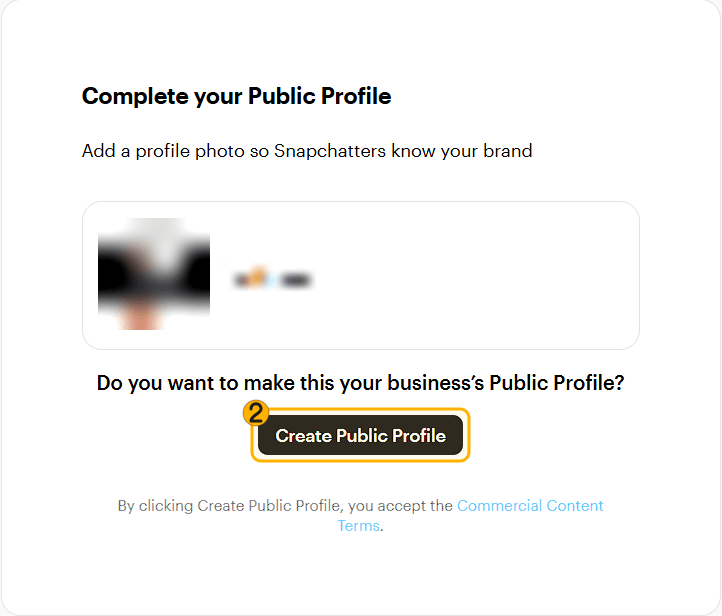 Complete your Public Profile
Add a profile photo so Snapchatters know your brand
Do you want to make this your business’s Public Profile?
2
Create Public Profile
By clicking Create Public Profile, you accept the Commercial Content
Terms.